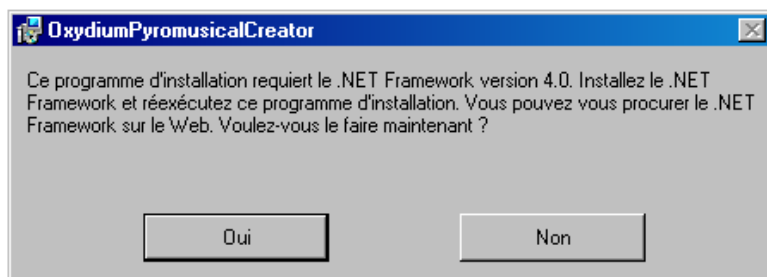 OxydiumPyromusicalCreator
Ce programme d'installation requiert le .NET Framework version 4.0. Installez le .NET
Framework et réexécutez ce programme d'installation. Vous pouvez vous procurer le .NET
Framework sur le Web. Voulez-vous le faire maintenant ?
Oui
Non